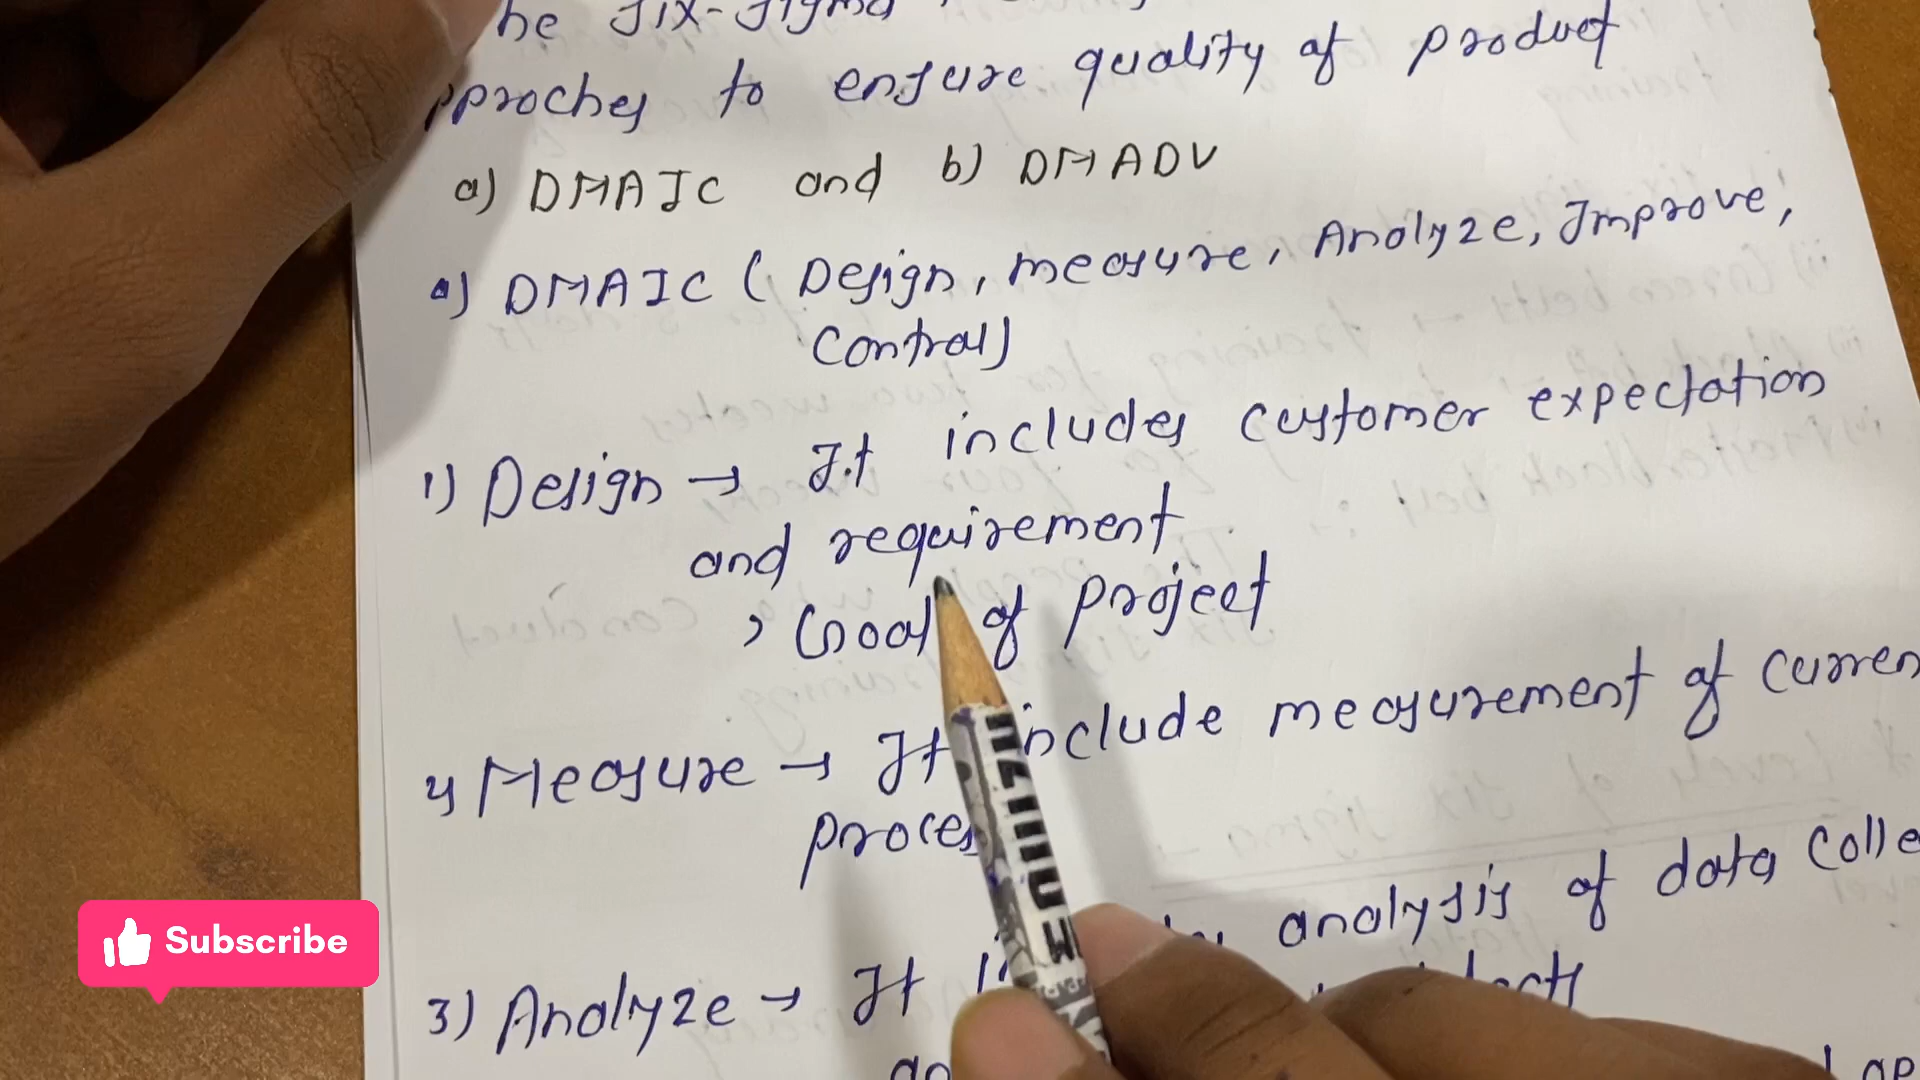 he Six-Sigma
pproches to ensure quality of product
a) DMAIC and b) DMADV
a) DMAIC ( Design, measure, Analyze, Improve,
Control)
1) Design → It includes customer expectation
and requirement
, Goal of project
2) Measure → It include measurement of curren
proces
3) Analyze → It analysis of data colle
Subscribe